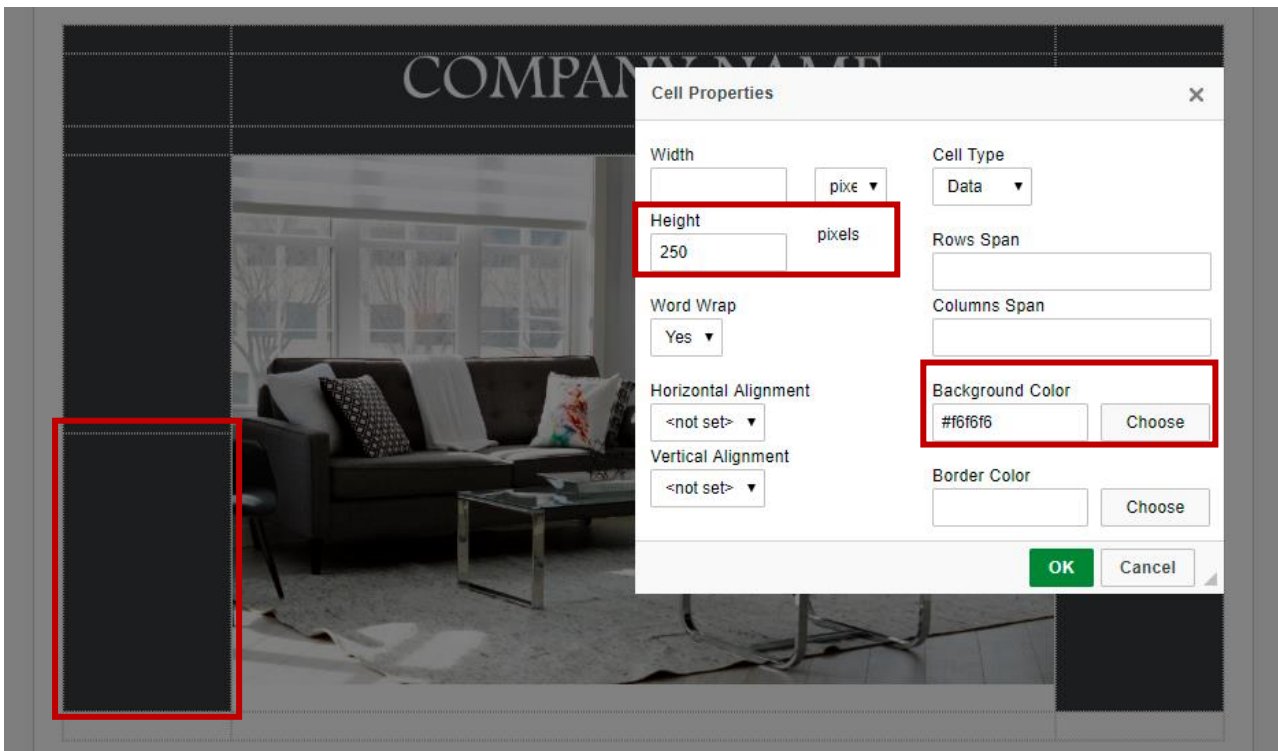 COMPANY NAME
Cell Properties
Width
pixe
Height
250
pixels
Word Wrap
Yes
Horizontal Alignment
<not set>
Vertical Alignment
<not set>
Cell Type
Data
Rows Span
Columns Span
Background Color
#f6f6f6
Choose
Border Color
Choose
OK
Cancel